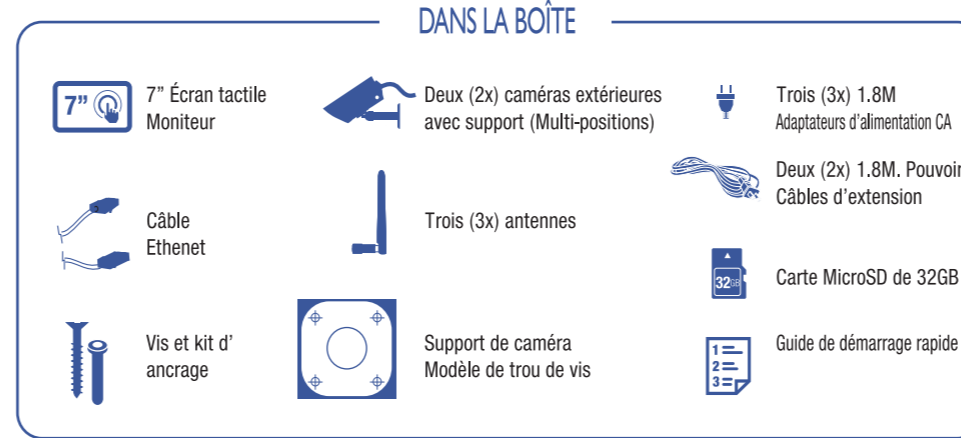 DANS LA BOÎTE
7”
7” Écran tactile
Moniteur
Deux (2x) caméras extérieures
avec support (Multi-positions)
Trois (3x) 1.8M
Adaptateurs d’alimentation CA
Deux (2x) 1.8M. Pouvoir
Câbles d’extension
Câble
Ethenet
Trois (3x) antennes
32GB
Carte MicroSD de 32GB
Vis et kit d’
ancrage
Support de caméra
Modèle de trou de vis
1
2
3
Guide de démarrage rapide